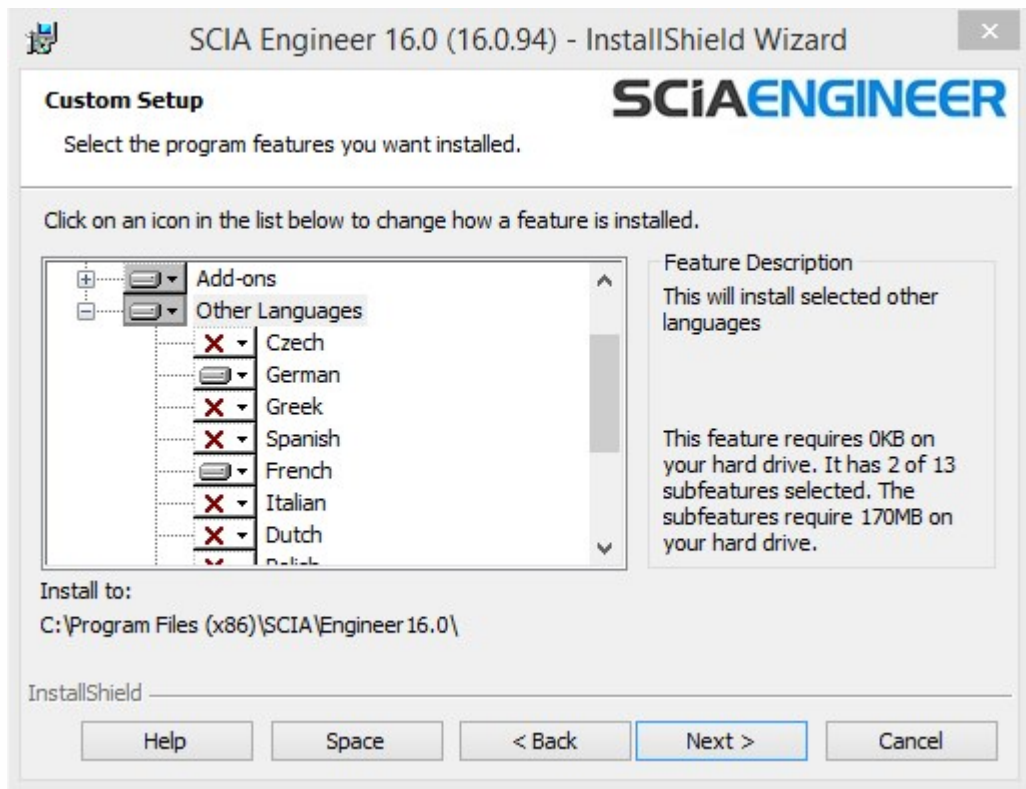 SCIA Engineer 16.0 (16.0.94) - InstallShield Wizard
Custom Setup
SCiAENGINEER
Select the program features you want installed.
Click on an icon in the list below to change how a feature is installed.
Add-ons
Other Languages
Czech
German
Greek
Spanish
French
Italian
Dutch
Polish
Feature Description
This will install selected other
languages
This feature requires 0KB on
your hard drive. It has 2 of 13
subfeatures selected. The
subfeatures require 170MB on
your hard drive.
Install to:
C:\Program Files (x86)\SCIA\Engineer16.0\
InstallShield
Help
Space
< Back
Next >
Cancel